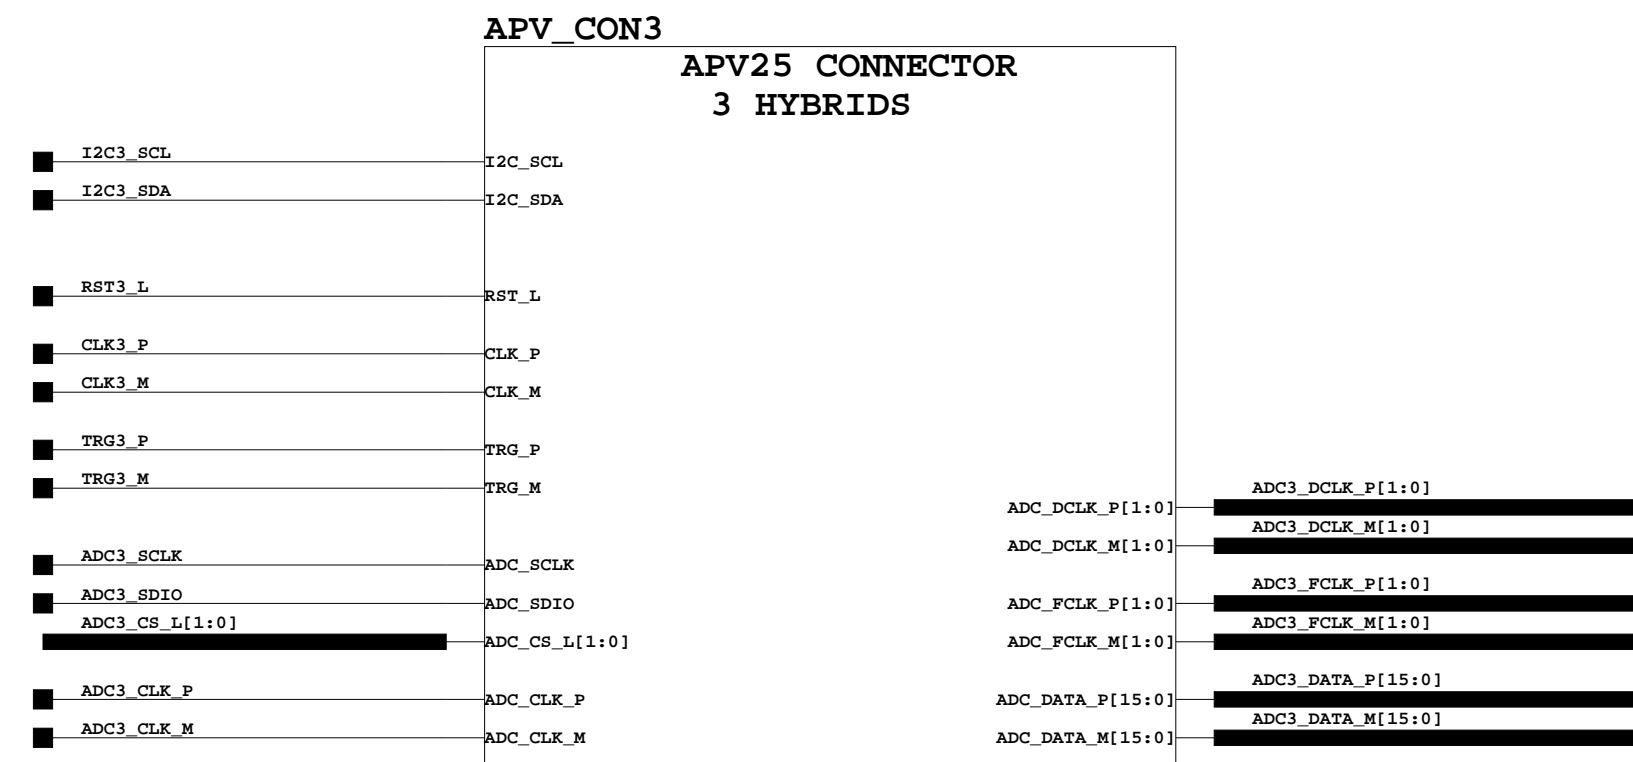 APV_CON3
APV25 CONNECTOR
3 HYBRIDS
I2C3_SCL
I2C_SCL
I2C3_SDA
I2C_SDA
RST3_L
RST_L
CLK3_P
CLK_P
CLK3_M
CLK_M
TRG3_P
TRG_P
TRG3_M
TRG_M
ADC3_SCLK
ADC_SCLK
ADC3_SDIO
ADC_SDIO
ADC3_CS_L[1:0]
ADC_CS_L[1:0]
ADC3_CLK_P
ADC_CLK_P
ADC3_CLK_M
ADC_CLK_M
ADC3_DCLK_P[1:0]
ADC_DCLK_P[1:0]
ADC3_DCLK_M[1:0]
ADC_DCLK_M[1:0]
ADC3_FCLK_P[1:0]
ADC_FCLK_P[1:0]
ADC3_FCLK_M[1:0]
ADC_FCLK_M[1:0]
ADC3_DATA_P[15:0]
ADC_DATA_P[15:0]
ADC3_DATA_M[15:0]
ADC_DATA_M[15:0]